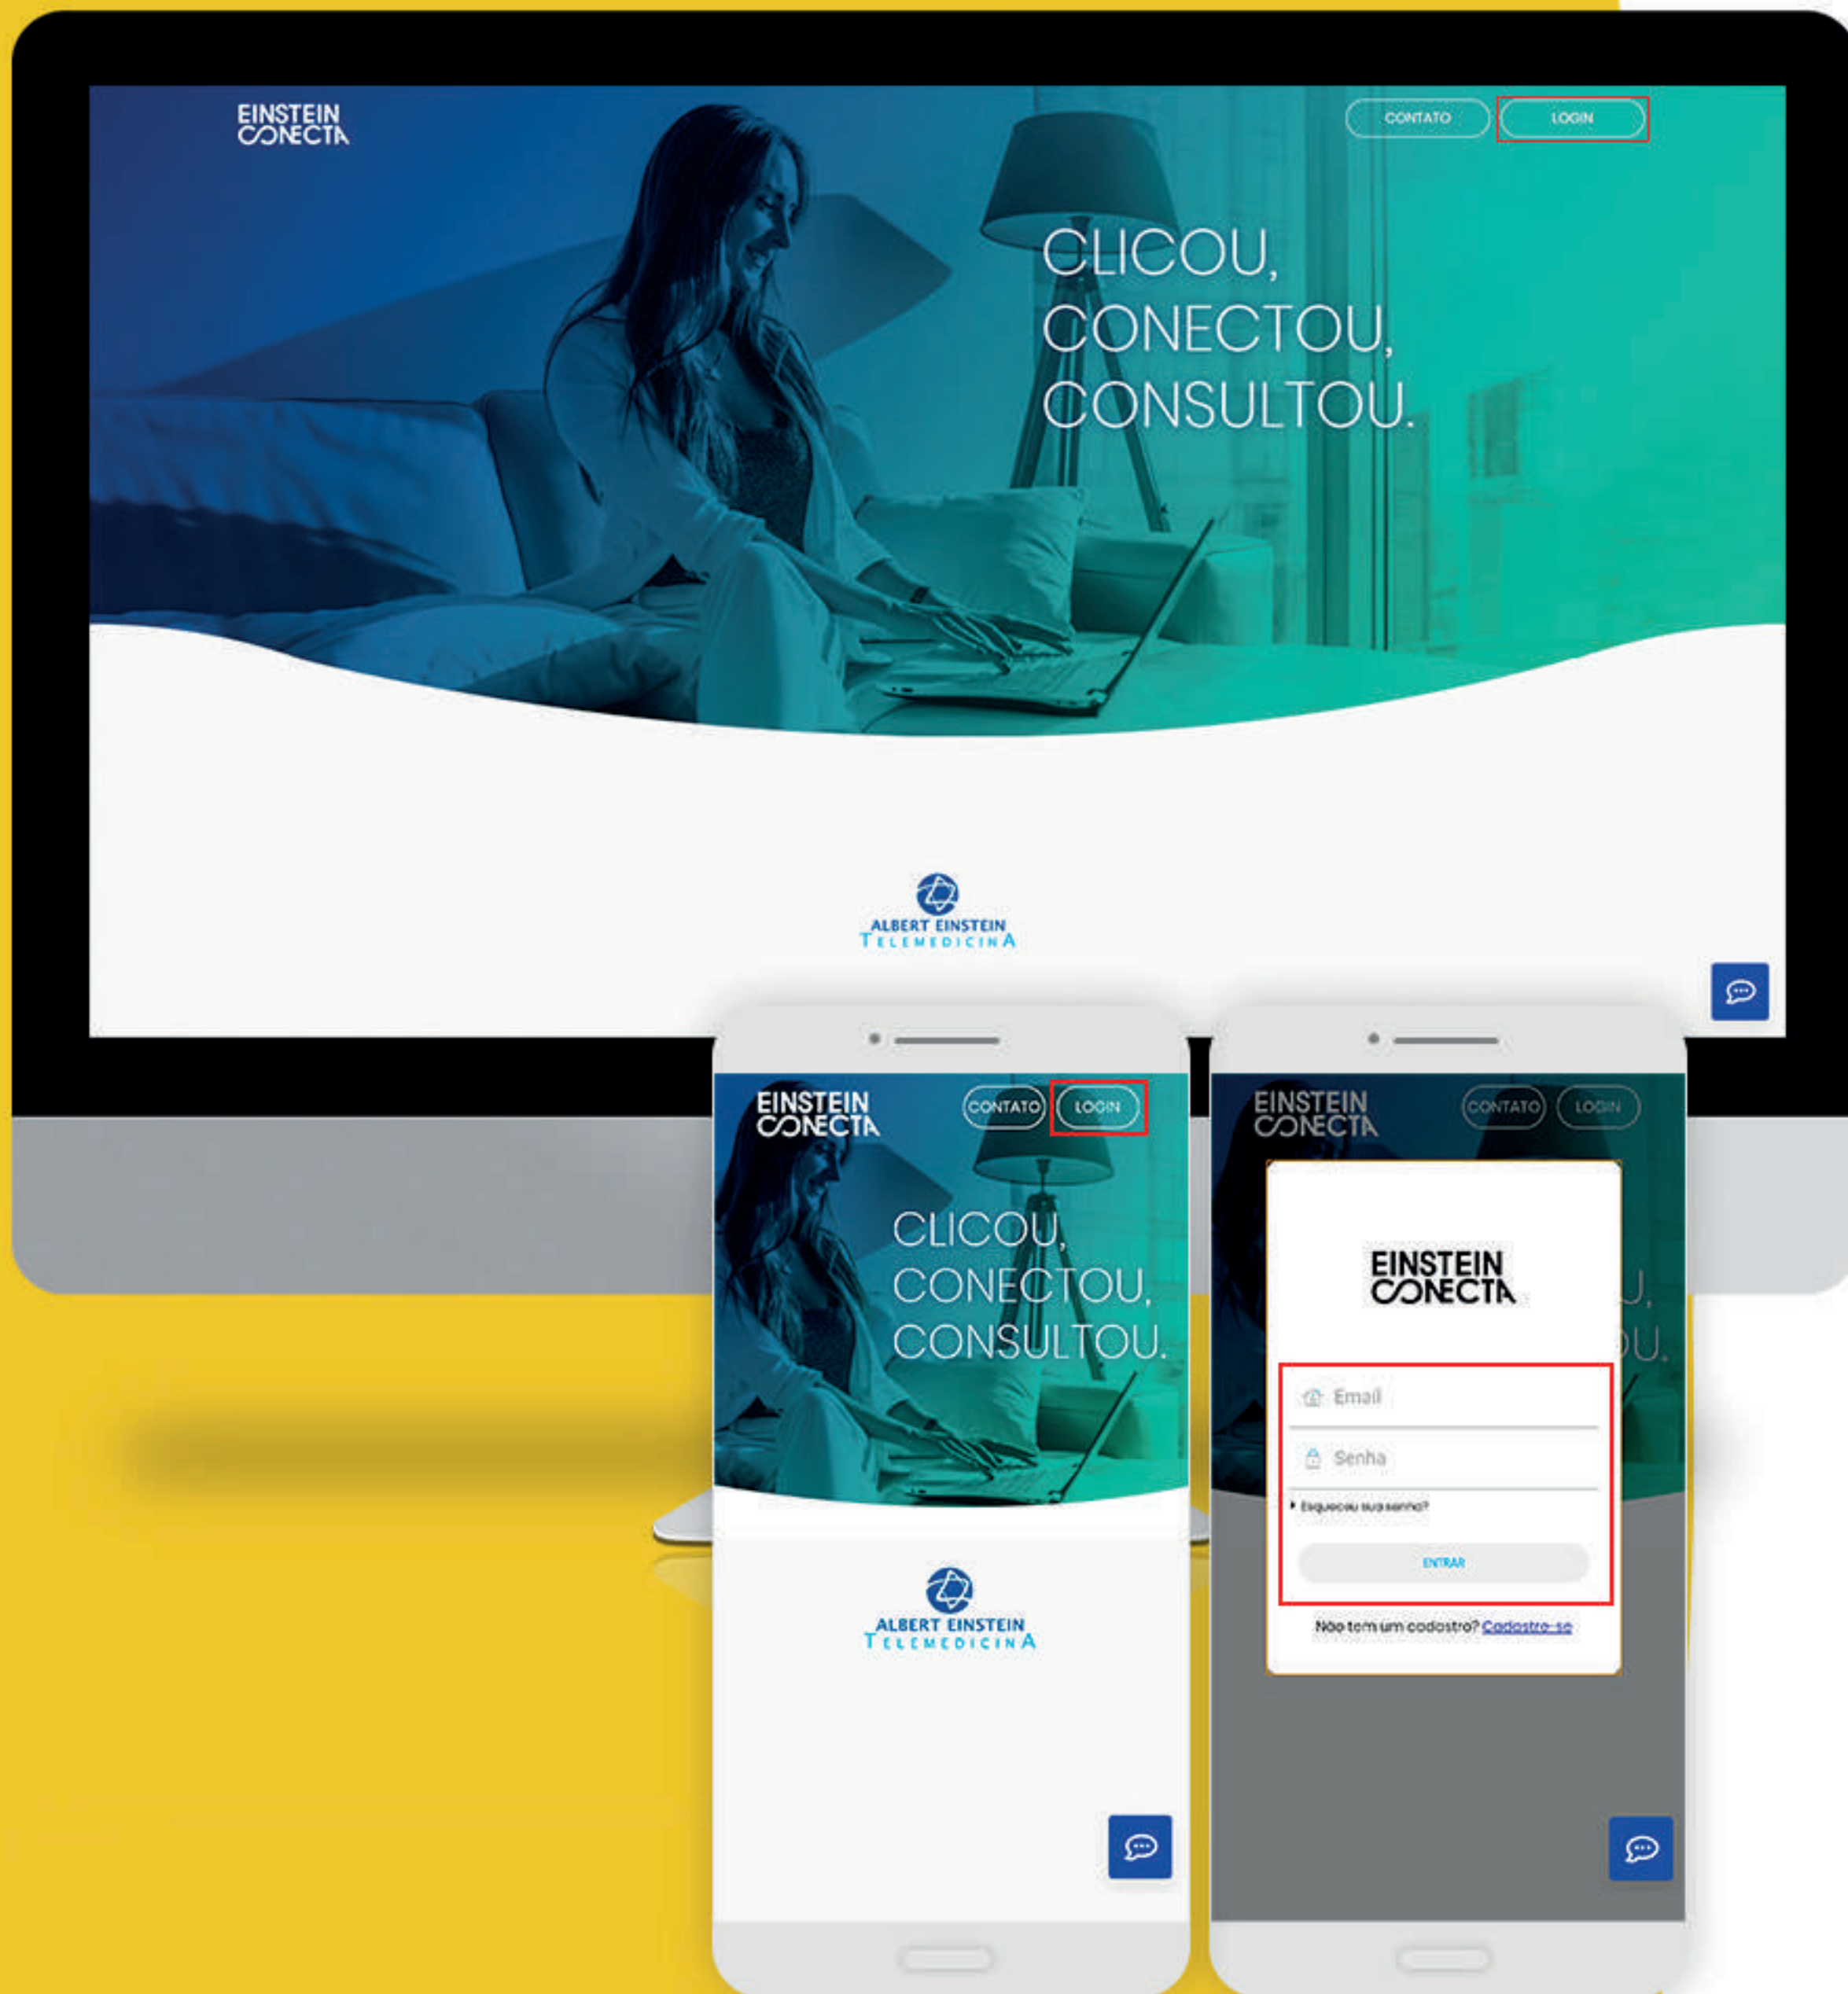 EINSTEIN
CONECTA
CONTATO
LOGIN
CLICOU,
CONECTOU,
CONSULTOU.
ALBERT EINSTEIN
TELEMEDICINA
EINSTEIN
CONECTA
CONTATO
LOGIN
CLICOU,
CONECTOU,
CONSULTOU.
ALBERT EINSTEIN
TELEMEDICINA
EINSTEIN
CONECTA
CONTATO
LOGIN
U,
OU.
EINSTEIN
CONECTA
Email
Senha
Esqueceu sua senha?
ENTRAR
Não tem um cadastro? Cadastre-se